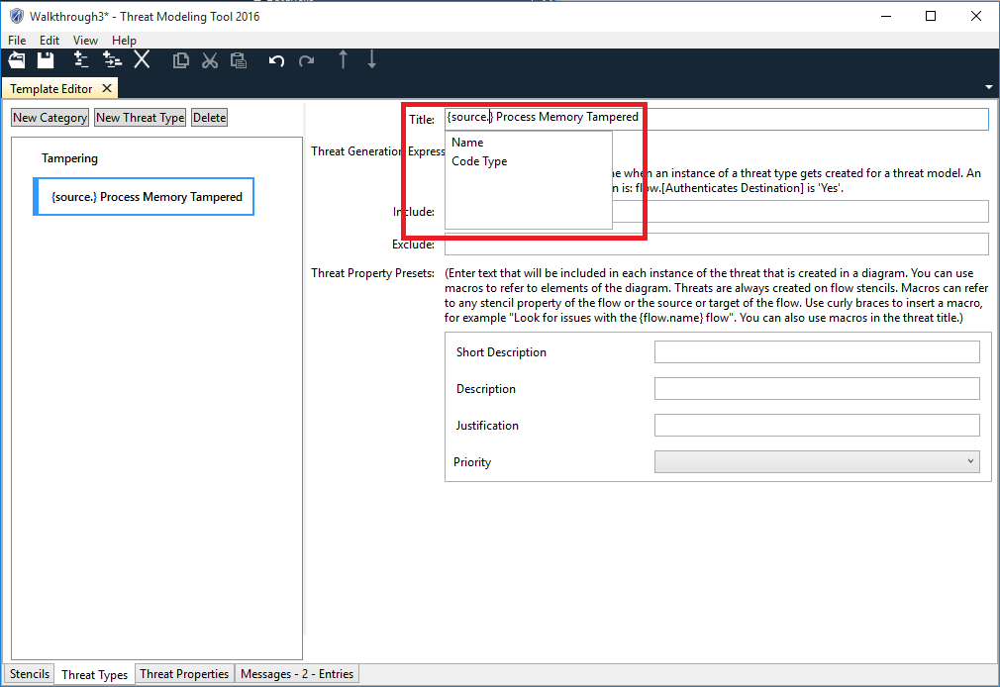 Walkthrough3* - Threat Modeling Tool 2016
File Edit View Help
Template Editor
New Category New Threat Type Delete
Tampering
{source.} Process Memory Tampered
Title: {source.} Process Memory Tampered
Name
Code Type
Threat Generation Express
me when an instance of a threat type gets created for a threat model. An
n is: flow.[Authenticates Destination] is 'Yes'.
Include:
Exclude:
Threat Property Presets: (Enter text that will be included in each instance of the threat that is created in a diagram. You can use
macros to refer to elements of the diagram. Threats are always created on flow stencils. Macros can refer
to any stencil property of the flow or the source or target of the flow. Use curly braces to insert a macro,
for example "Look for issues with the {flow.name} flow". You can also use macros in the threat title.)
Short Description
Description
Justification
Priority
Stencils Threat Types Threat Properties Messages - 2 - Entries